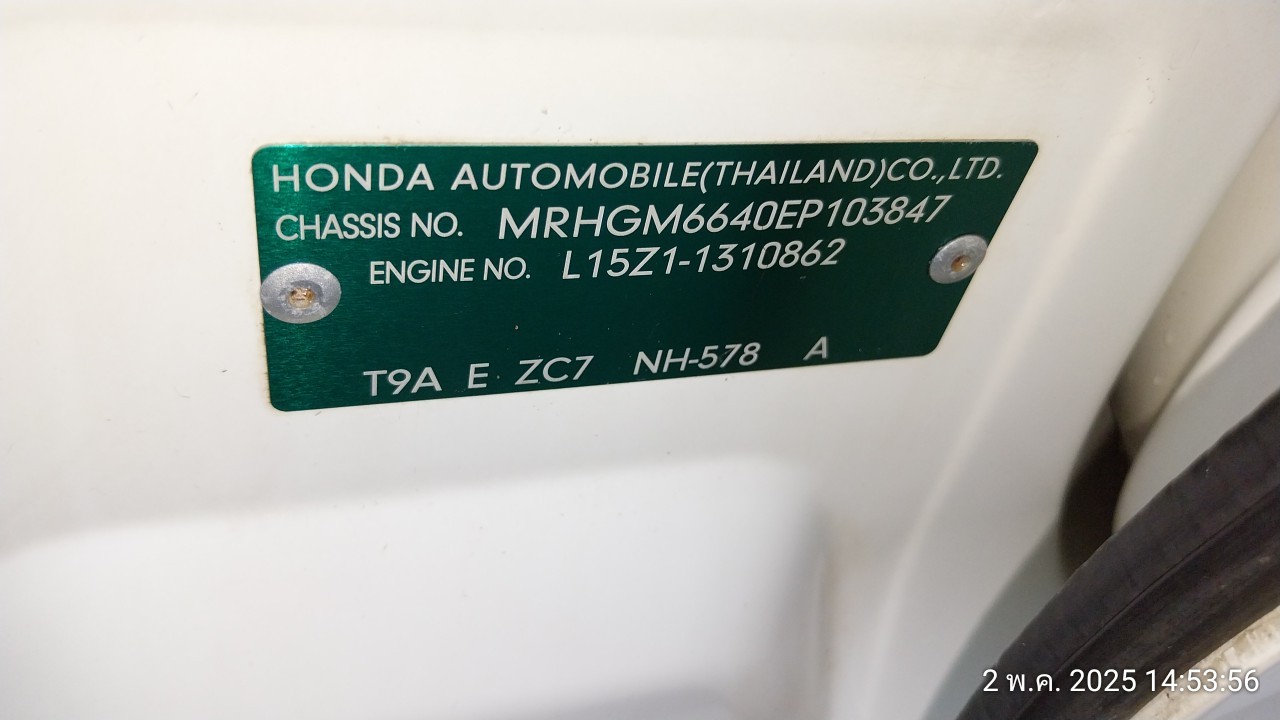 HONDA AUTOMOBILE(THAILAND)CO.,LTD.
CHASSIS NO. MRHGM6640EP103847
ENGINE NO. L15Z1-1310862
T9A E ZC7 NH-578 A
2 พ.ค. 2025 14:53:56